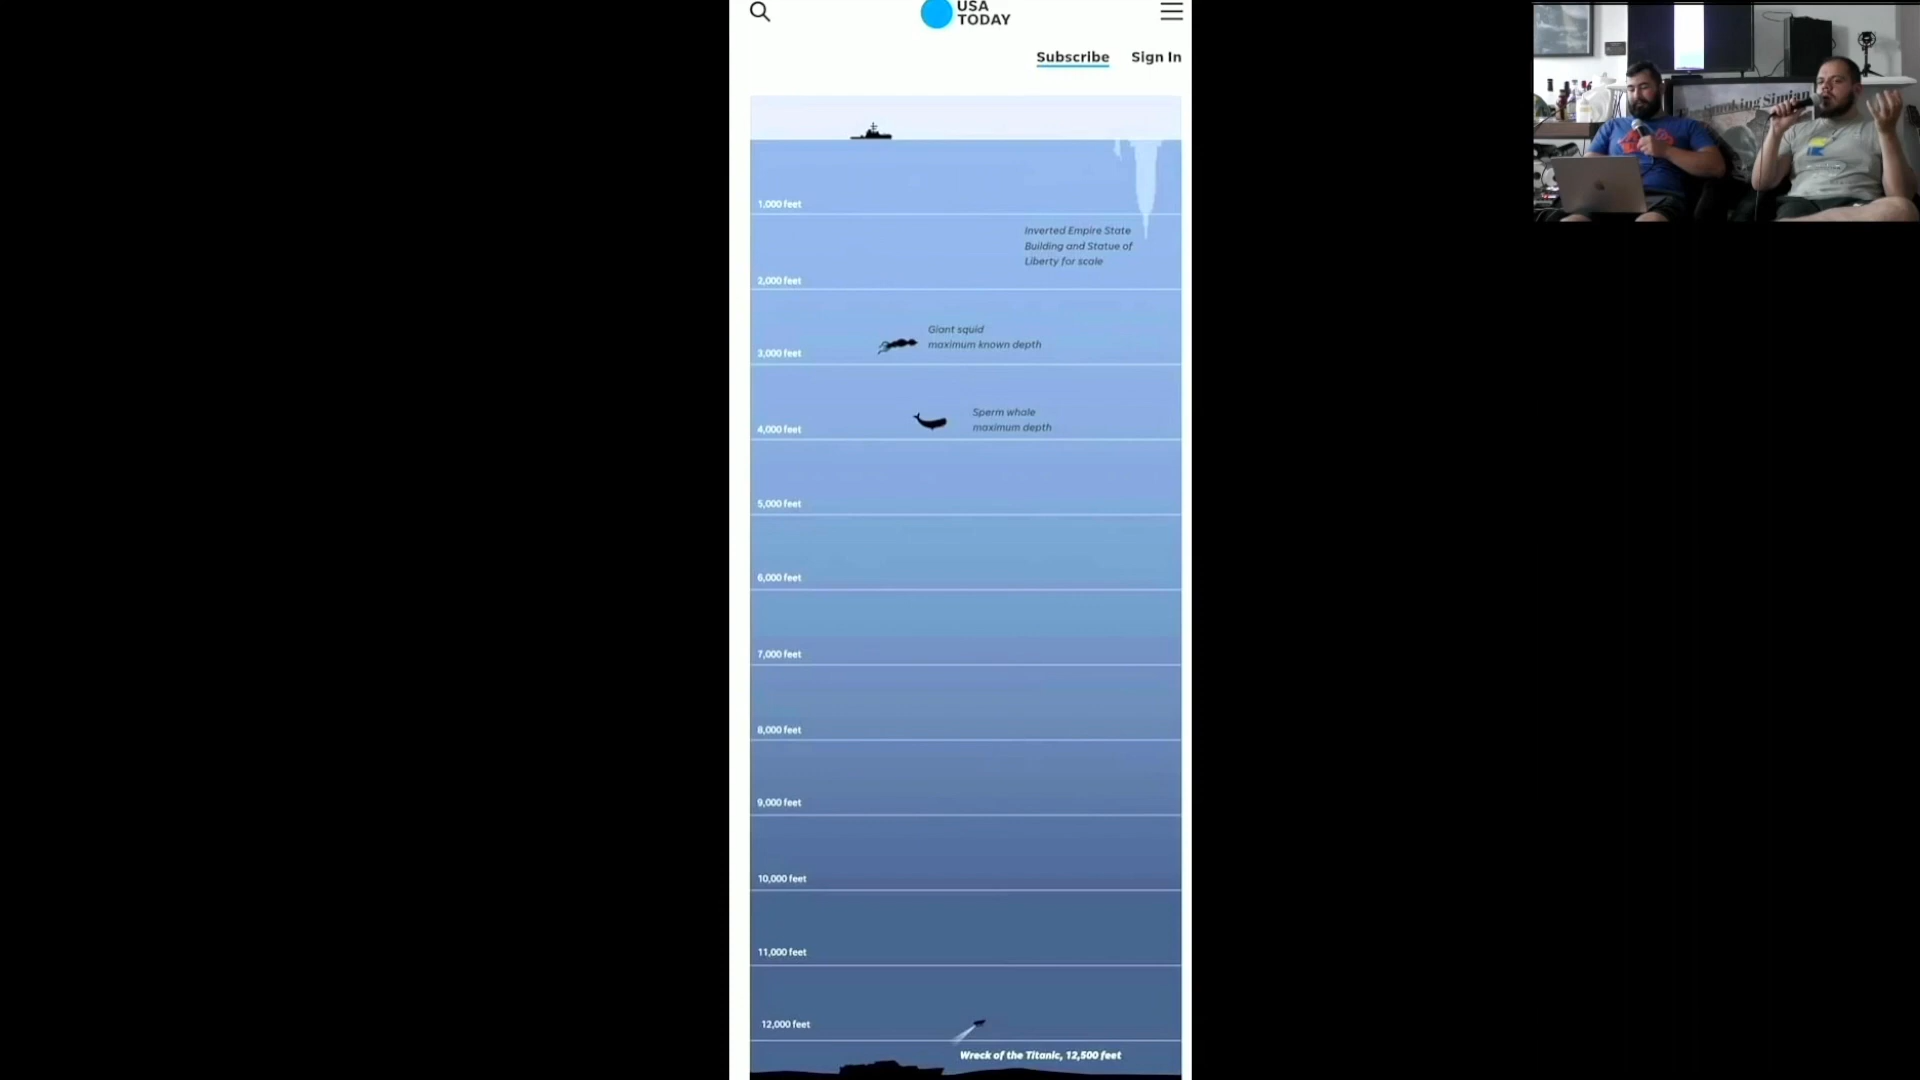 USA
TODAY
Subscribe
Sign In
1,000 feet
Inverted Empire State
Building and Statue of
Liberty for scale
2,000 feet
Giant squid
maximum known depth
3,000 feet
Sperm whale
maximum depth
4,000 feet
5,000 feet
6,000 feet
7,000 feet
8,000 feet
9,000 feet
10,000 feet
11,000 feet
12,000 feet
Wreck of the Titanic, 12,500 feet
Smoking Simian